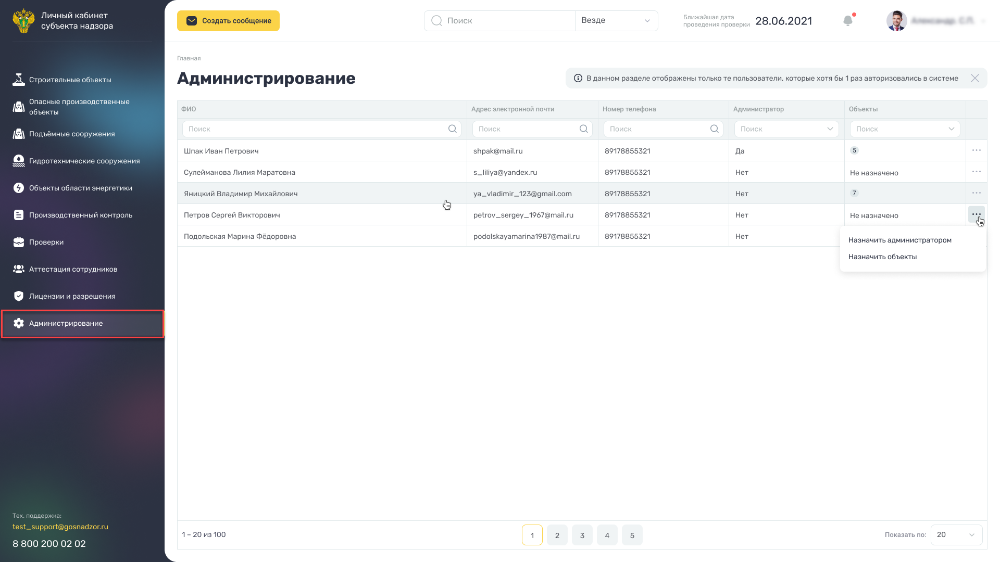 Личный кабинет
субъекта надзора
Строительные объекты
Опасные производственные
объекты
Подъёмные сооружения
Гидротехнические сооружения
Объекты области энергетики
Производственный контроль
Проверки
Аттестация сотрудников
Лицензии и разрешения
Администрирование
Тех. поддержка:
test_support@gosnadzor.ru
8 800 200 02 02
Создать сообщение
Поиск
Везде
Ближайшая дата
проведения проверки
28.06.2021
Главная
Администрирование
В данном разделе отображены только те пользователи, которые хотя бы 1 раз авторизовались в системе
ФИО Адрес электронной почти Номер телефона Администратор Объекты
Поиск Поиск Поиск Поиск Поиск
Шпак Иван Петрович shpak@mail.ru 89178855321 Да 5
Сулейманова Лилия Маратовна s_liliya@yandex.ru 89178855321 Нет Не назначено
Яницкий Владимир Михайлович ya_vladimir_123@gmail.com 89178855321 Нет 7
Петров Сергей Викторович petrov_sergey_1967@mail.ru 89178855321 Нет Не назначено
Подольская Марина Фёдоровна podolskayamarina1987@mail.ru 89178855321 Нет
Назначить администратором
Назначить объекты
1 – 20 из 100
1 2 3 4 5
Показать по: 20